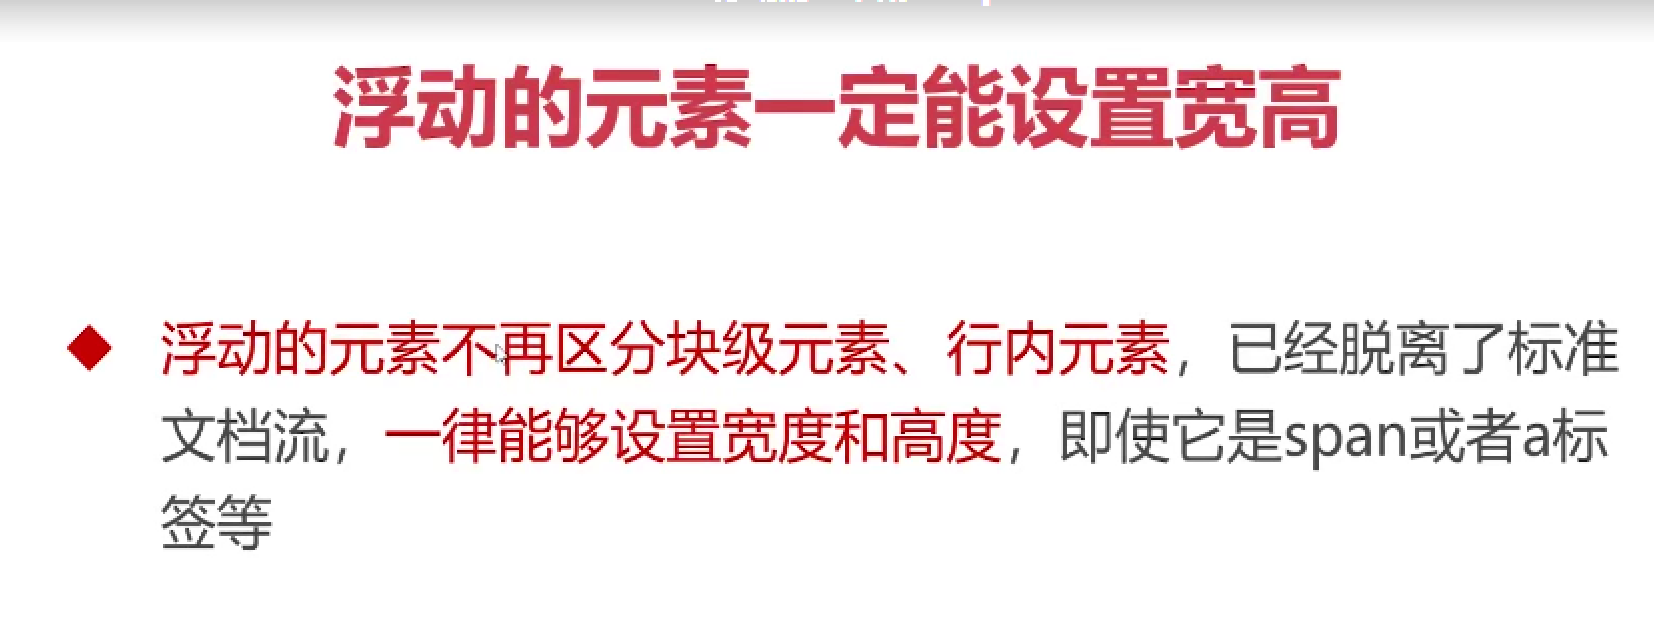 浮动的元素一定能设置宽高
浮动的元素不再区分块级元素、行内元素，已经脱离了标准
文档流，一律能够设置宽度和高度，即使它是span或者a标
签等